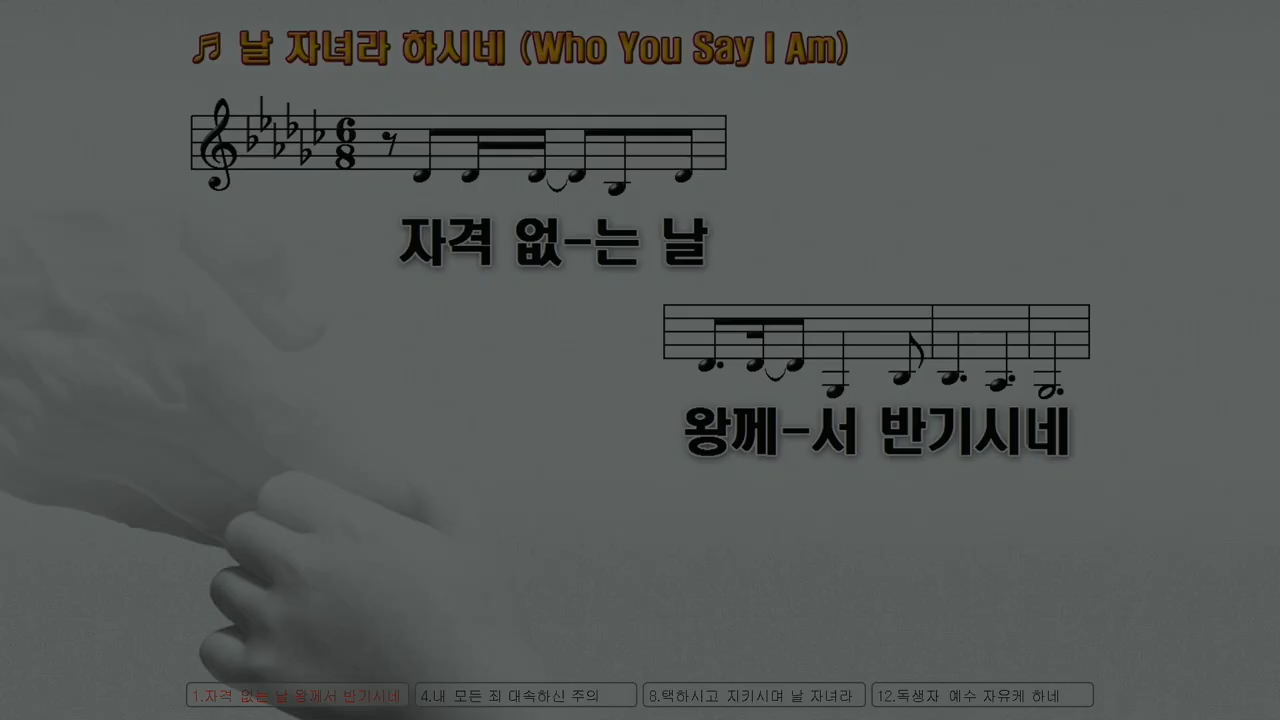 ♬ 날 자녀라 하시네 (Who You Say I Am)
6
8
자격 없-는 날
왕께-서 반기시네
1.자격 없는 날 왕께서 반기시네
4.내 모든 죄 대속하신 주의
8.택하시고 지키시며 날 자녀라
12.독생자 예수 자유케 하네